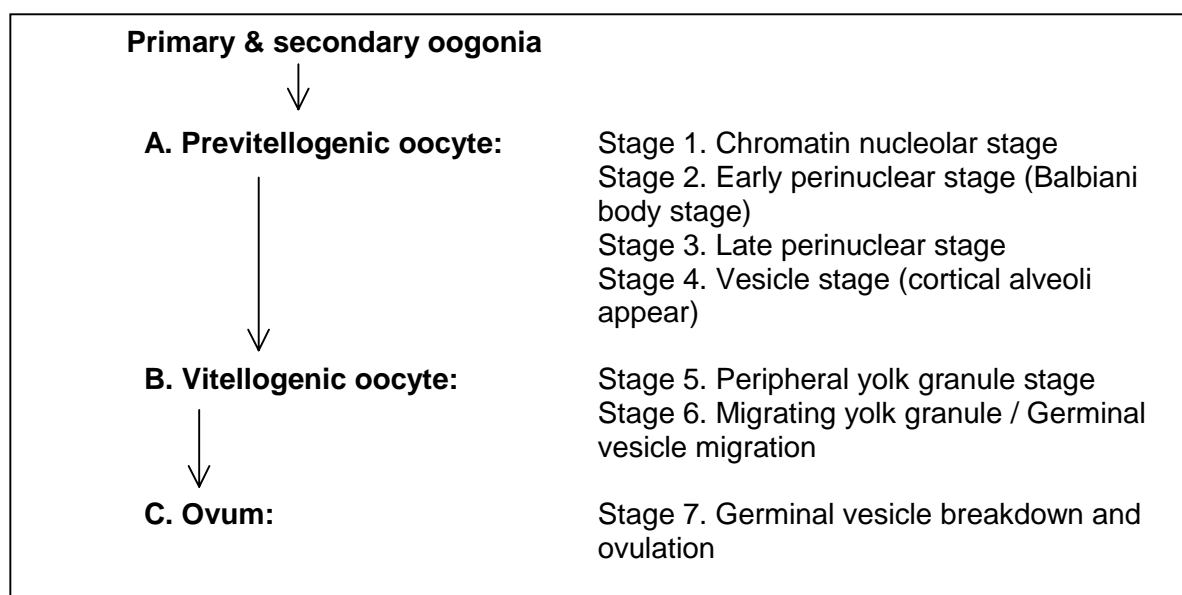 Primary & secondary oogonia
A. Previtellogenic oocyte:
Stage 1. Chromatin nucleolar stage
Stage 2. Early perinuclear stage (Balbiani
body stage)
Stage 3. Late perinuclear stage
Stage 4. Vesicle stage (cortical alveoli
appear)
B. Vitellogenic oocyte:
Stage 5. Peripheral yolk granule stage
Stage 6. Migrating yolk granule / Germinal
vesicle migration
C. Ovum:
Stage 7. Germinal vesicle breakdown and
ovulation